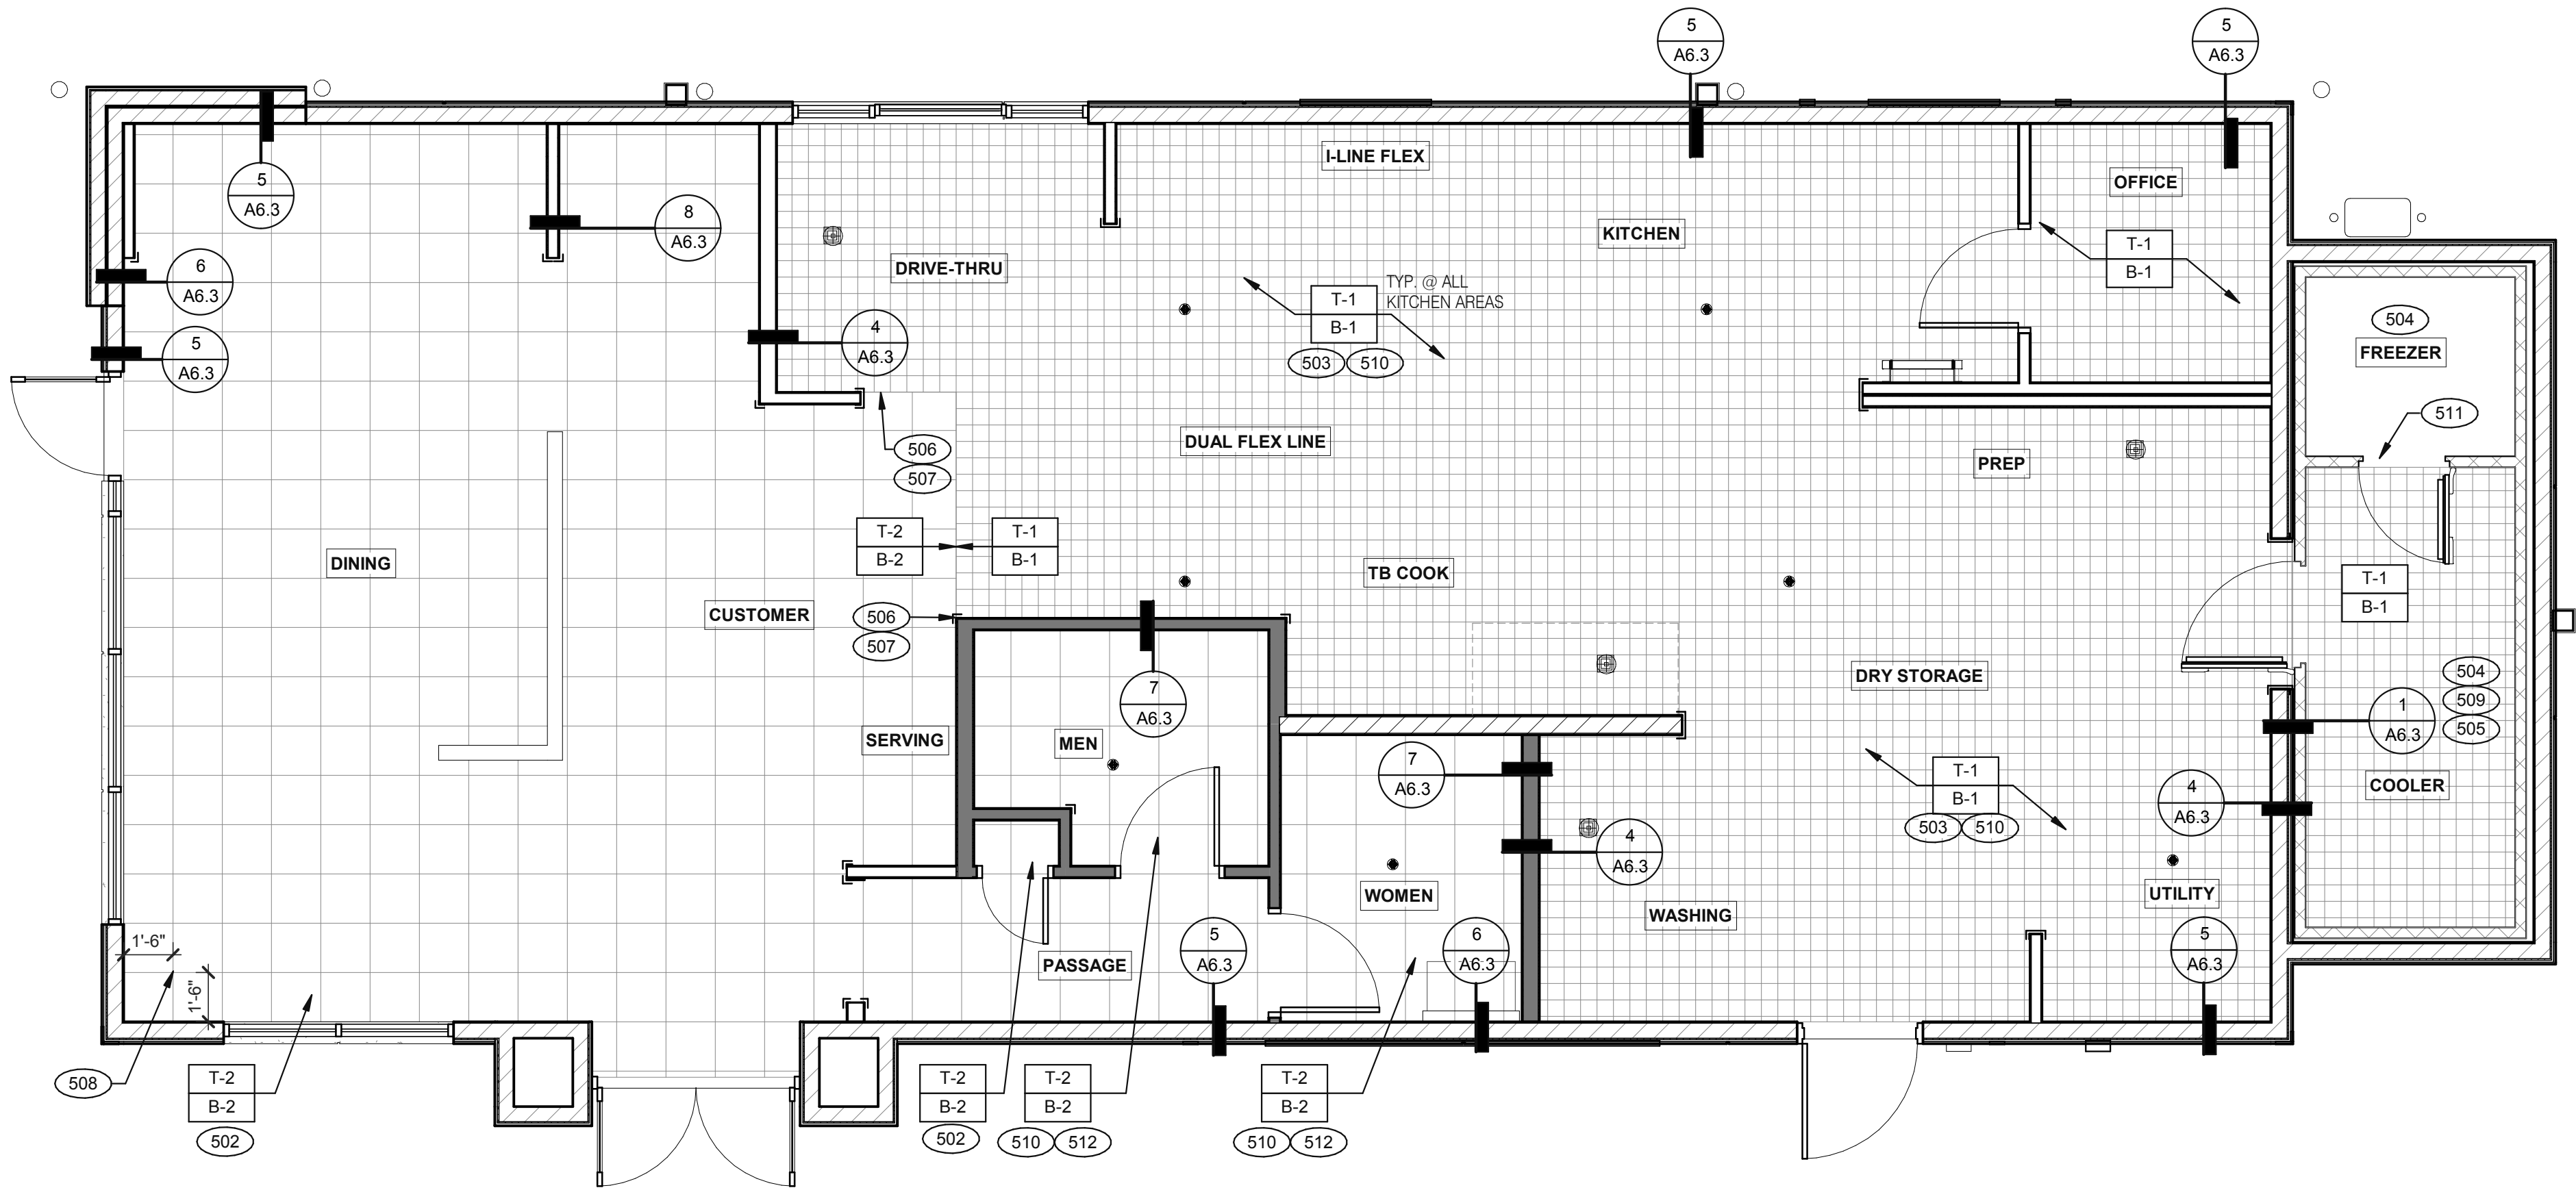 5
A6.3
5
A6.3
I-LINE FLEX
OFFICE
5
A6.3
8
A6.3
KITCHEN
DRIVE-THRU
T-1
B-1
6
A6.3
TYP. @ ALL
KITCHEN AREAS
T-1
B-1
503
510
4
A6.3
5
A6.3
504
FREEZER
511
506
507
DUAL FLEX LINE
PREP
T-2
B-2
T-1
B-1
DINING
TB COOK
T-1
B-1
CUSTOMER
506
507
DRY STORAGE
504
509
505
7
A6.3
1
A6.3
SERVING
MEN
7
A6.3
T-1
B-1
503
510
4
A6.3
COOLER
4
A6.3
WOMEN
UTILITY
WASHING
1'-6"
1'-6"
PASSAGE
5
A6.3
6
A6.3
5
A6.3
508
T-2
B-2
502
T-2
B-2
502
T-2
B-2
510
512
T-2
B-2
510
512